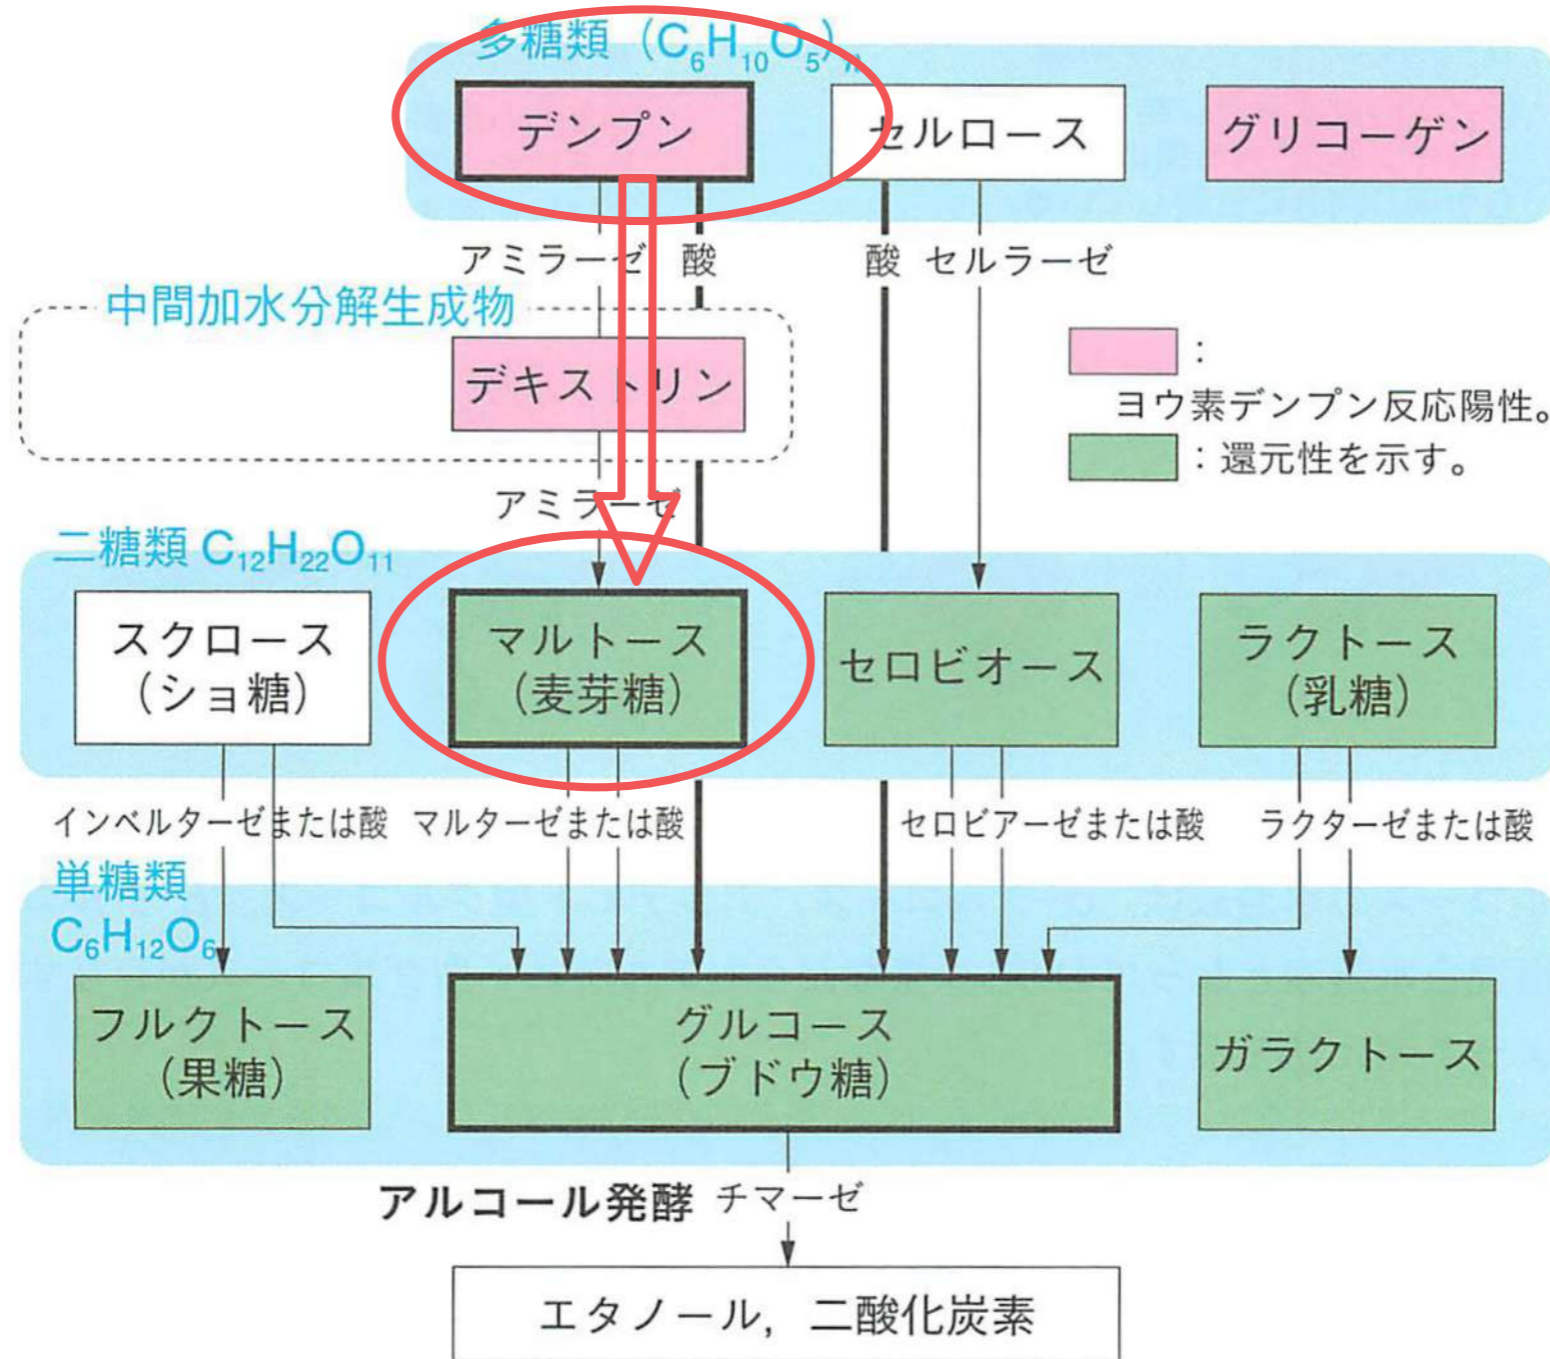 多糖類 (C₆H₁₀O₅)ₙ
デンプン
セルロース
グリコーゲン
アミラーゼ 酸
酸 セルラーゼ
中間加水分解生成物
デキストリン
:
ヨウ素デンプン反応陽性。
:還元性を示す。
アミラーゼ
二糖類 C₁₂H₂₂O₁₁
スクロース
(ショ糖)
マルトース
(麦芽糖)
セロビオース
ラクトース
(乳糖)
インベルターゼまたは酸
マルターゼまたは酸
セロビアーゼまたは酸
ラクターゼまたは酸
単糖類
C₆H₁₂O₆
フルクトース
(果糖)
グルコース
(ブドウ糖)
ガラクトース
アルコール発酵 チマーゼ
エタノール, 二酸化炭素